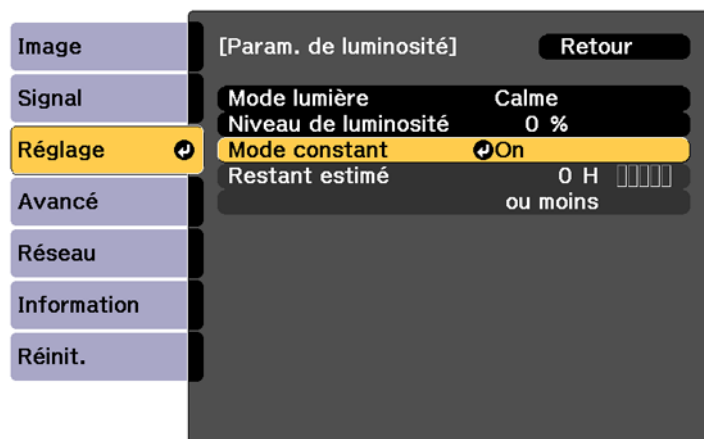 Image
Signal
Réglage
Avancé
Réseau
Information
Réinit.
[Param. de luminosité] Retour
Mode lumière Calme
Niveau de luminosité 0 %
Mode constant On
Restant estimé 0 H
ou moins